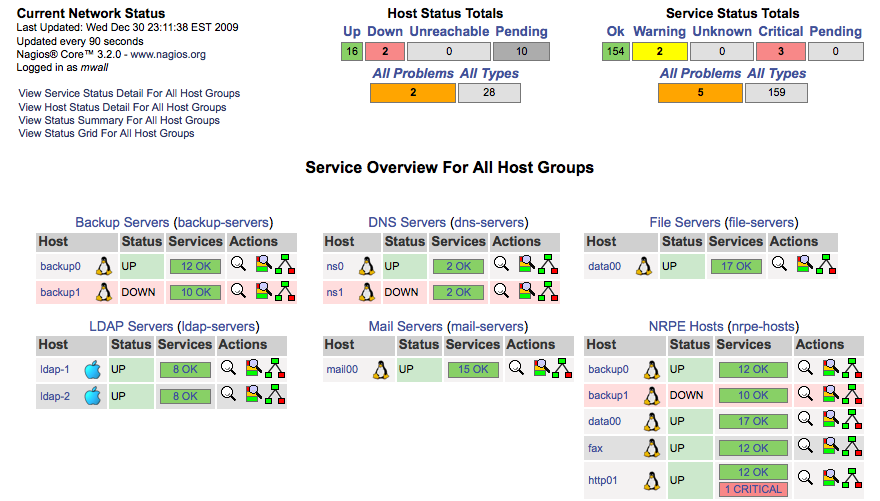 Current Network Status
Last Updated: Wed Dec 30 23:11:38 EST 2009
Updated every 90 seconds
Nagios® Core™ 3.2.0 - www.nagios.org
Logged in as mwall
View Service Status Detail For All Host Groups
View Host Status Detail For All Host Groups
View Status Summary For All Host Groups
View Status Grid For All Host Groups
Host Status Totals
Up Down Unreachable Pending
16 2 0 10
All Problems All Types
2 28
Service Status Totals
Ok Warning Unknown Critical Pending
154 2 0 3 0
All Problems All Types
5 159
Service Overview For All Host Groups
Backup Servers (backup-servers)
Host Status Services Actions
backup0 UP 12 OK
backup1 DOWN 10 OK
DNS Servers (dns-servers)
Host Status Services Actions
ns0 UP 2 OK
ns1 DOWN 2 OK
File Servers (file-servers)
Host Status Services Actions
data00 UP 17 OK
LDAP Servers (ldap-servers)
Host Status Services Actions
ldap-1 UP 8 OK
ldap-2 UP 8 OK
Mail Servers (mail-servers)
Host Status Services Actions
mail00 UP 15 OK
NRPE Hosts (nrpe-hosts)
Host Status Services Actions
backup0 UP 12 OK
backup1 DOWN 10 OK
data00 UP 17 OK
fax UP 12 OK
http01 UP 12 OK
1 CRITICAL